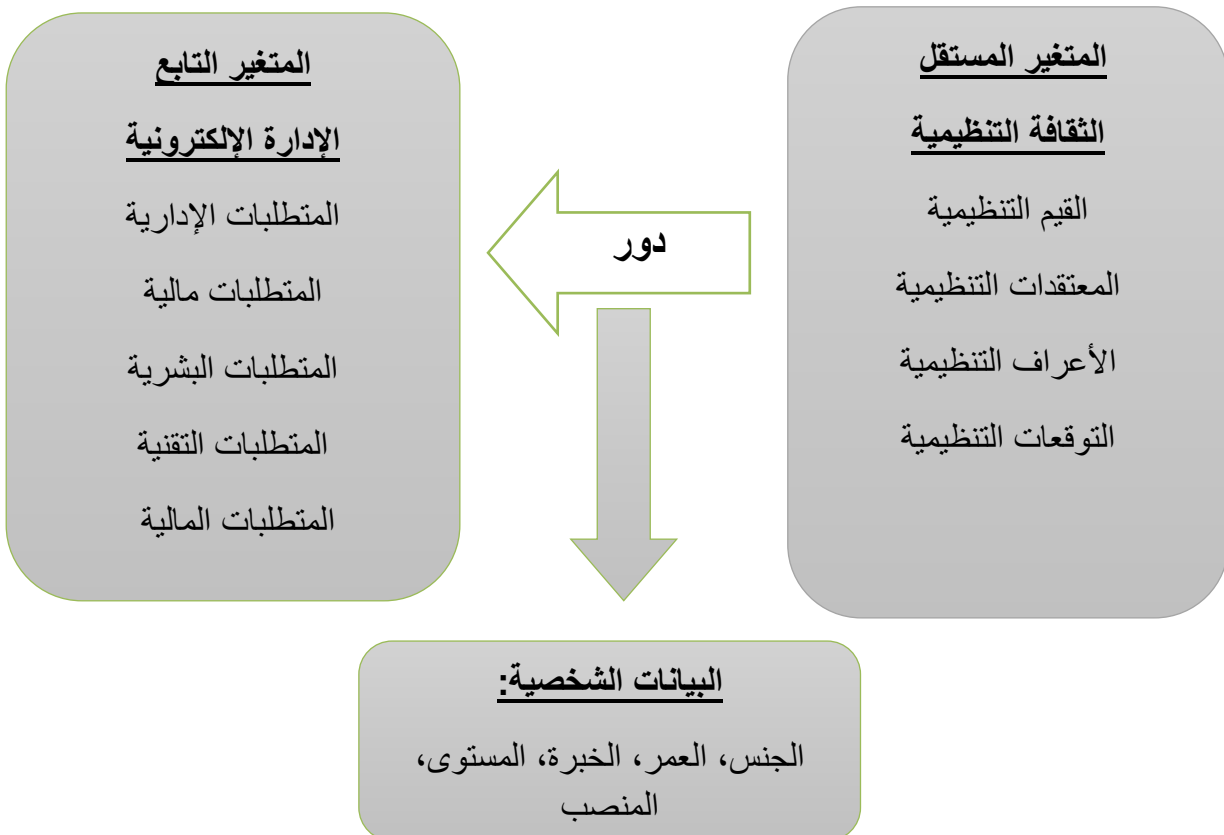 المتغير المستقل
الثقافة التنظيمية
القيم التنظيمية
المعتقدات التنظيمية
الأعراف التنظيمية
التوقعات التنظيمية
دور
المتغير التابع
الإدارة الإلكترونية
المتطلبات الإدارية
المتطلبات مالية
المتطلبات البشرية
المتطلبات التقنية
المتطلبات المالية
البيانات الشخصية:
الجنس، العمر، الخبرة، المستوى،
المنصب